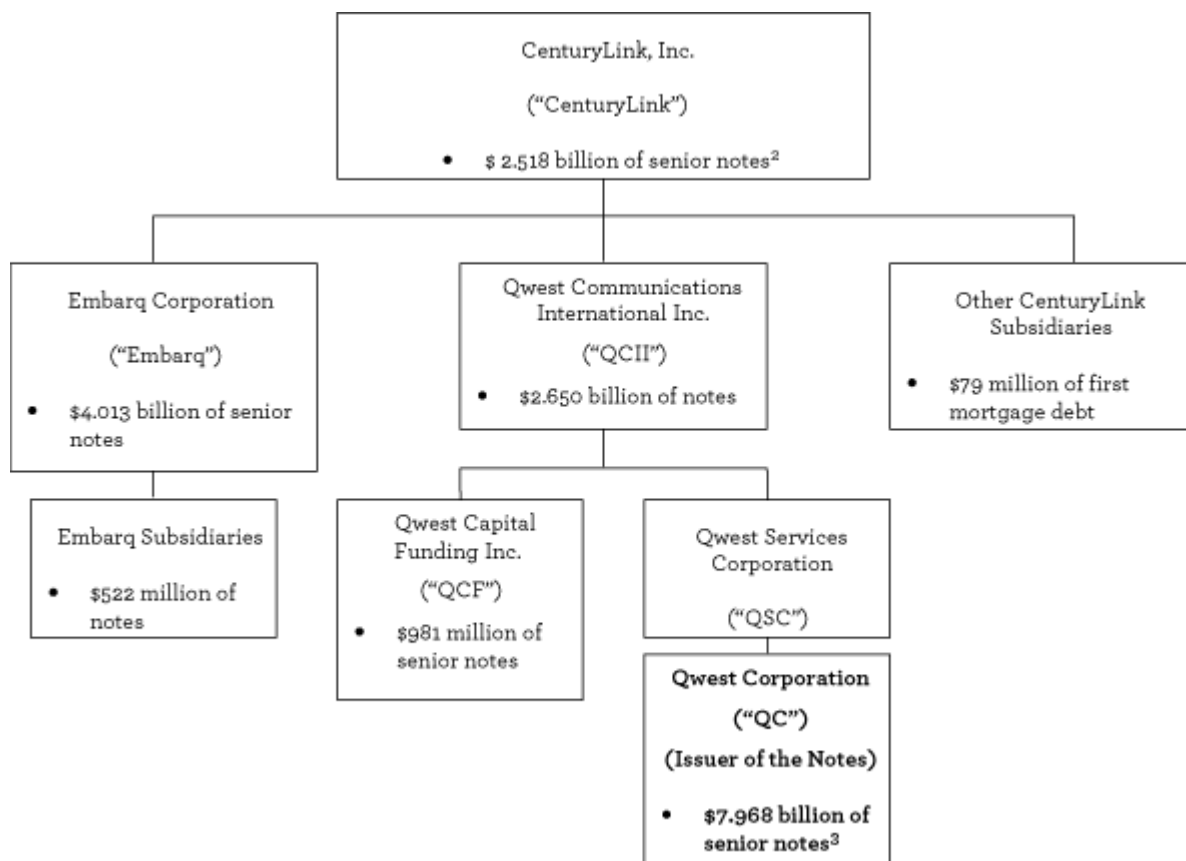 CenturyLink, Inc.
(“CenturyLink”)
• $ 2.518 billion of senior notes²
Embarq Corporation
(“Embarq”)
• $4.013 billion of senior
notes
Qwest Communications
International Inc.
(“QCII”)
• $2.650 billion of notes
Other CenturyLink
Subsidiaries
• $79 million of first
mortgage debt
Embarq Subsidiaries
• $522 million of
notes
Qwest Capital
Funding Inc.
(“QCF”)
• $981 million of
senior notes
Qwest Services
Corporation
(“QSC”)
Qwest Corporation
(“QC”)
(Issuer of the Notes)
• $7.968 billion of
senior notes³